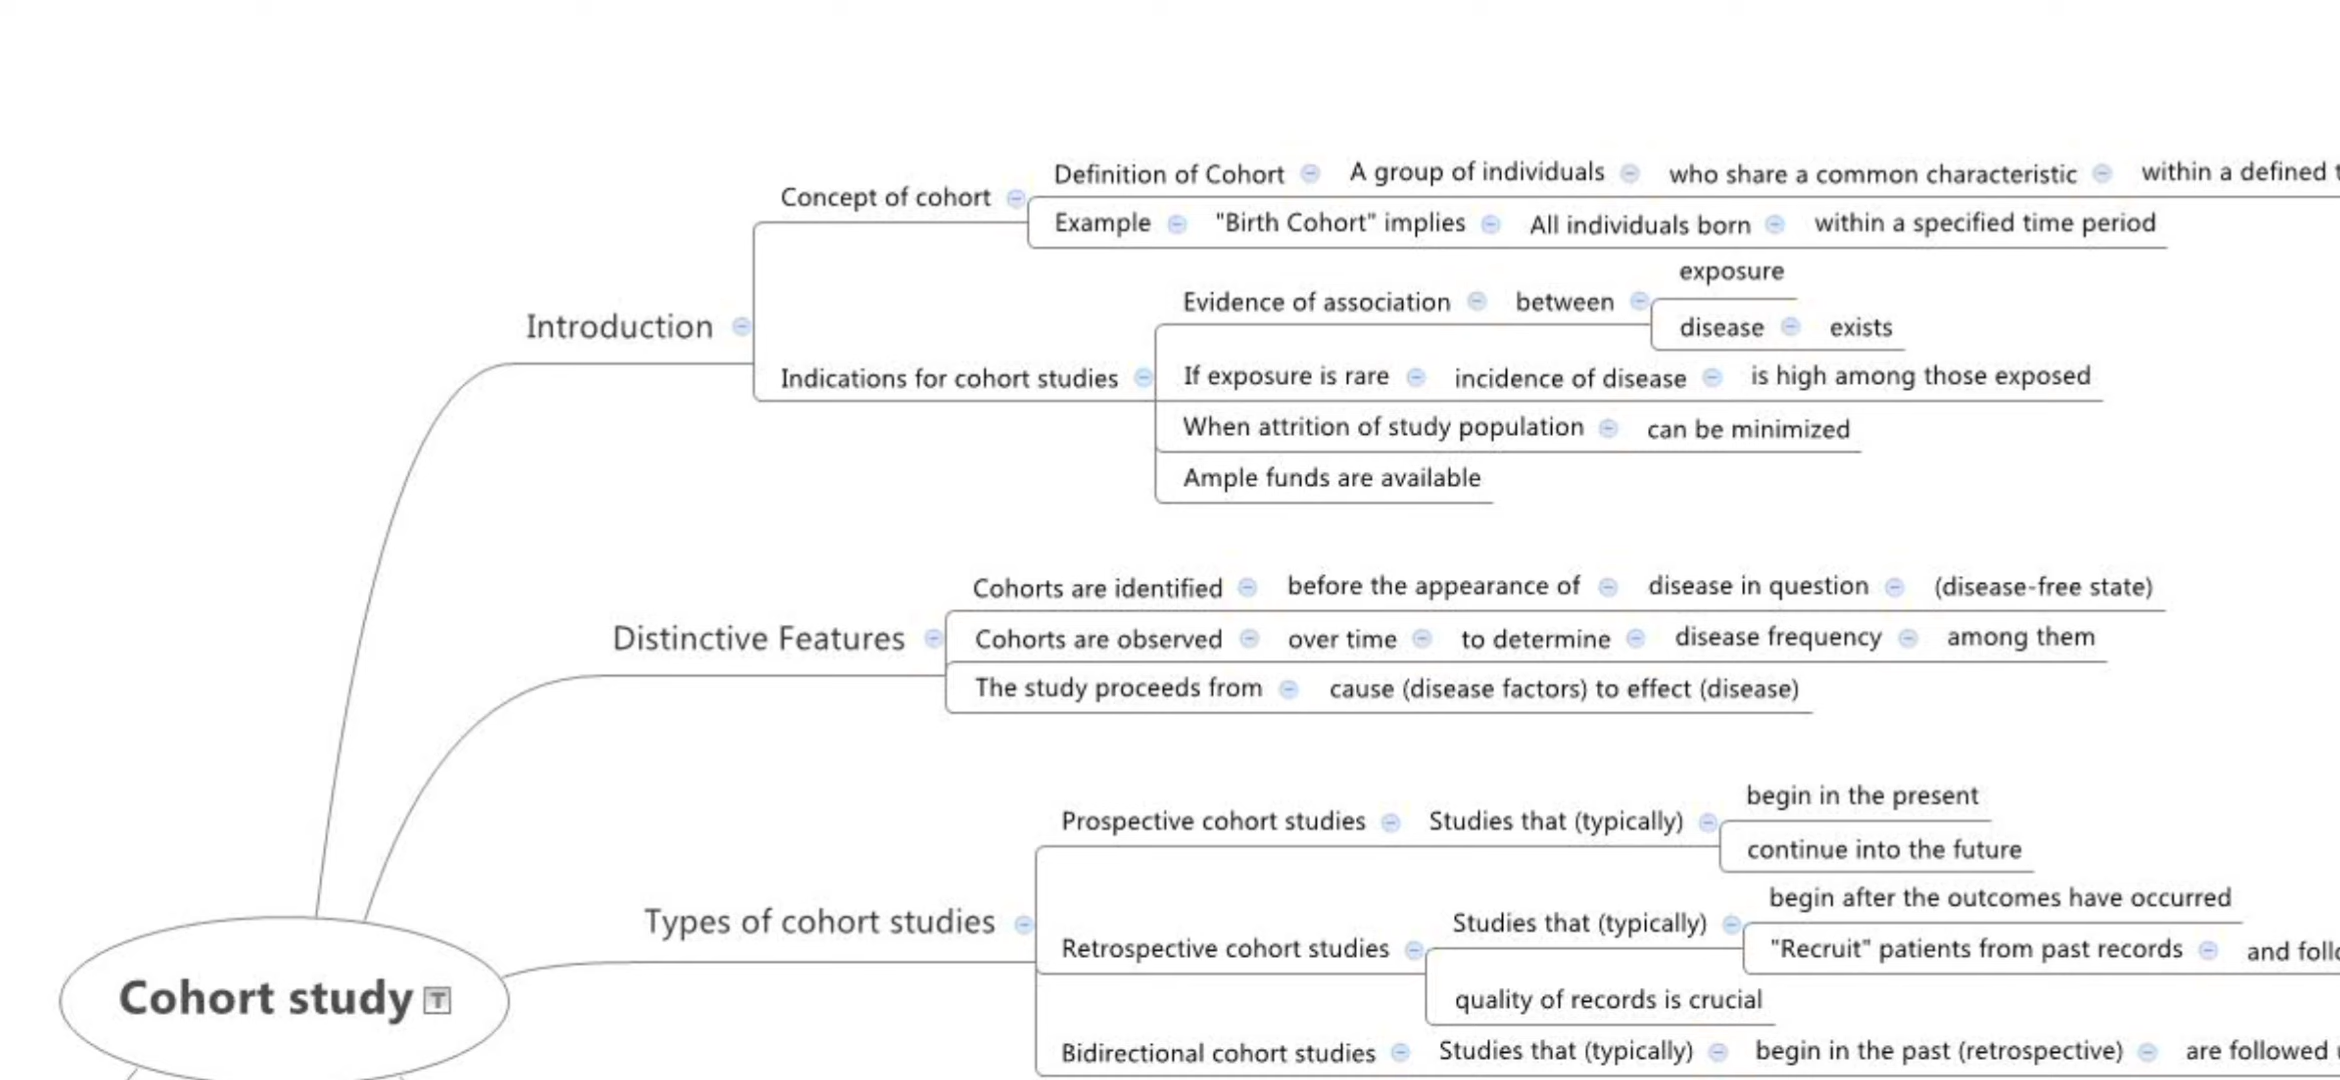 Definition of Cohort A group of individuals who share a common characteristic within a defined
Concept of cohort
Example "Birth Cohort" implies All individuals born within a specified time period
exposure
Evidence of association between
Introduction
disease exists
Indications for cohort studies
If exposure is rare incidence of disease is high among those exposed
When attrition of study population can be minimized
Ample funds are available
Cohorts are identified before the appearance of disease in question (disease-free state)
Distinctive Features
Cohorts are observed over time to determine disease frequency among them
The study proceeds from cause (disease factors) to effect (disease)
begin in the present
Prospective cohort studies Studies that (typically)
continue into the future
begin after the outcomes have occurred
Types of cohort studies
Studies that (typically)
Retrospective cohort studies
"Recruit" patients from past records and
Cohort study T
quality of records is crucial
Bidirectional cohort studies Studies that (typically) begin in the past (retrospective) are followed